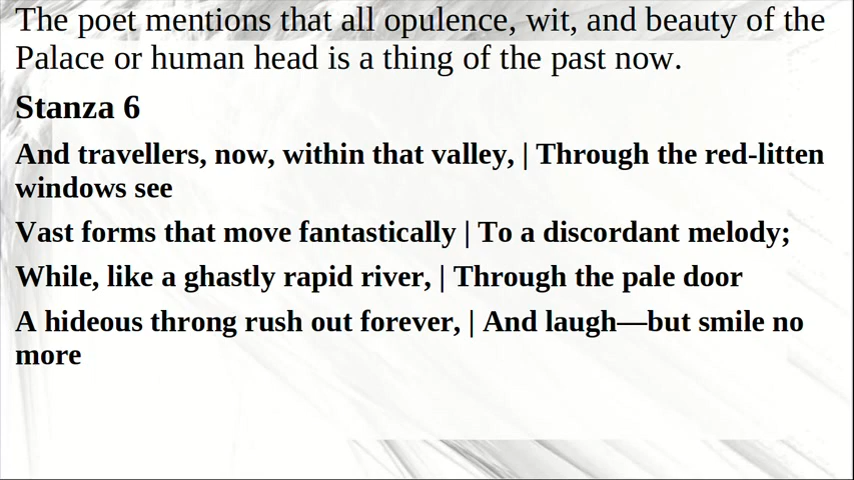 The poet mentions that all opulence, wit, and beauty of the
Palace or human head is a thing of the past now.
Stanza 6
And travellers, now, within that valley, | Through the red-litten
windows see
Vast forms that move fantastically | To a discordant melody;
While, like a ghastly rapid river, | Through the pale door
A hideous throng rush out forever, | And laugh—but smile no
more